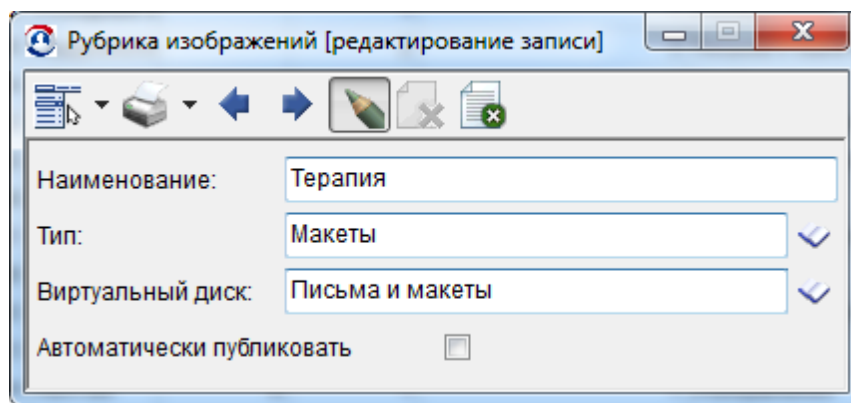 Рубрика изображений [редактирование записи]
Наименование: Терапия
Тип: Макеты
Виртуальный диск: Письма и макеты
Автоматически публиковать